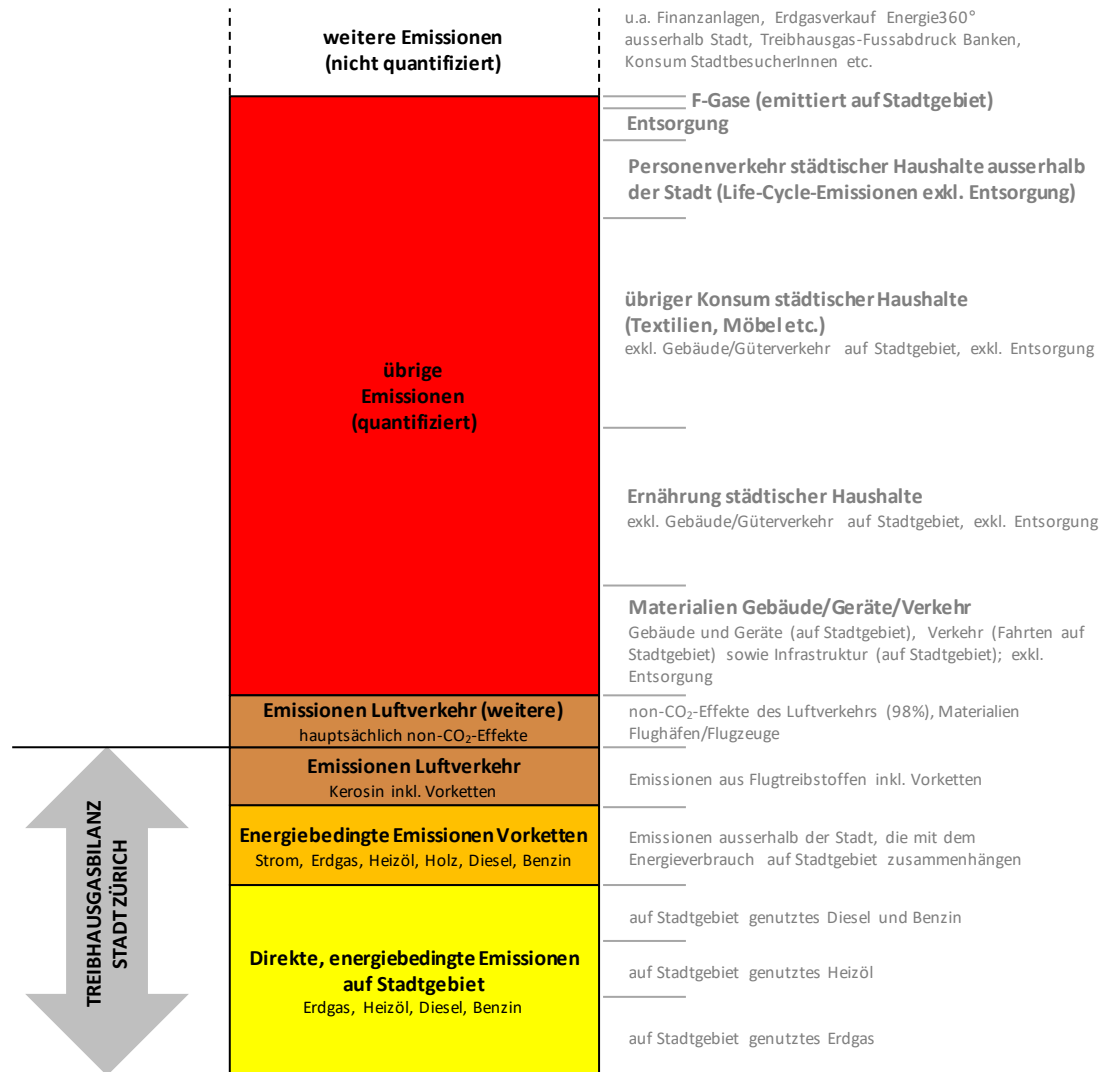 weitere Emissionen
(nicht quantifiziert)
u.a. Finanzanlagen, Erdgasverkauf Energie360°
ausserhalb Stadt, Treibhausgas-Fussabdruck Banken,
Konsum StadtbesucherInnen etc.
F-Gase (emittiert auf Stadtgebiet)
Entsorgung
Personenverkehr städtischer Haushalte ausserhalb
der Stadt (Life-Cycle-Emissionen exkl. Entsorgung)
übriger Konsum städtischer Haushalte
(Textilien, Möbel etc.)
exkl. Gebäude/Güterverkehr auf Stadtgebiet, exkl. Entsorgung
übrige
Emissionen
(quantifiziert)
Ernährung städtischer Haushalte
exkl. Gebäude/Güterverkehr auf Stadtgebiet, exkl. Entsorgung
Materialien Gebäude/Geräte/Verkehr
Gebäude und Geräte (auf Stadtgebiet), Verkehr (Fahrten auf
Stadtgebiet) sowie Infrastruktur (auf Stadtgebiet); exkl.
Entsorgung
Emissionen Luftverkehr (weitere)
hauptsächlich non-CO₂-Effekte
non-CO₂-Effekte des Luftverkehrs (98%), Materialien
Flughäfen/Flugzeuge
Emissionen Luftverkehr
Kerosin inkl. Vorketten
Emissionen aus Flugtreibstoffen inkl. Vorketten
Energiebedingte Emissionen Vorketten
Strom, Erdgas, Heizöl, Holz, Diesel, Benzin
Emissionen ausserhalb der Stadt, die mit dem
Energieverbrauch auf Stadtgebiet zusammenhängen
TREIBHAUSGASBILANZ
STADT ZÜRICH
Direkte, energiebedingte Emissionen
auf Stadtgebiet
Erdgas, Heizöl, Diesel, Benzin
auf Stadtgebiet genutztes Diesel und Benzin
auf Stadtgebiet genutztes Heizöl
auf Stadtgebiet genutztes Erdgas